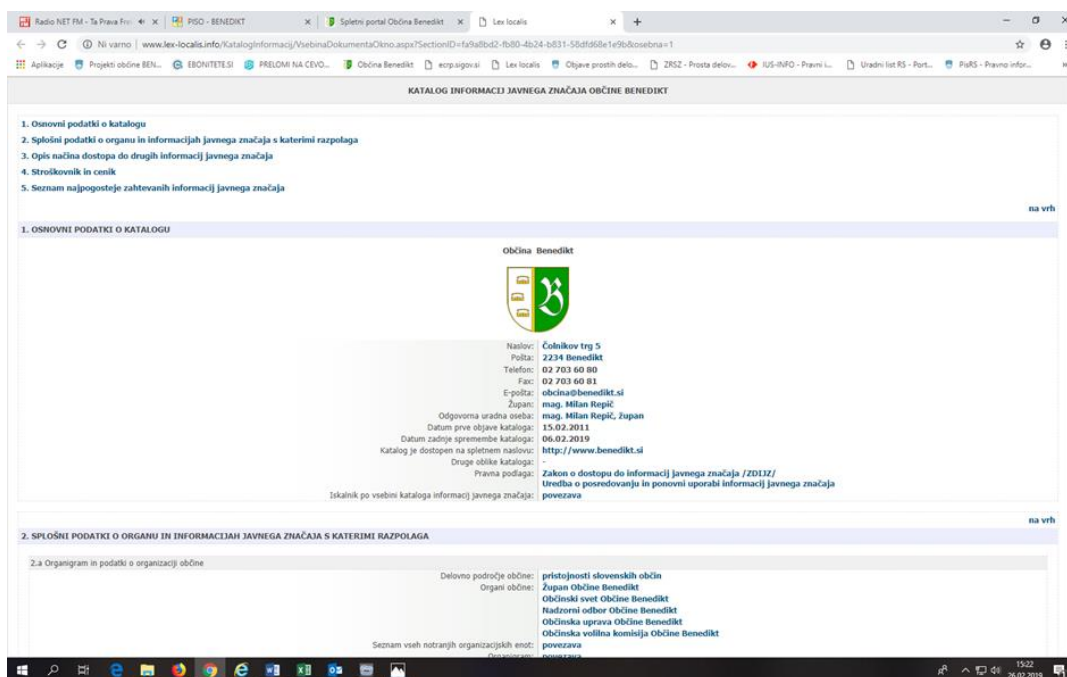 Radio NET FM - Ta Prava Fre
PISO - BENEDIKT
Spletni portal Občina Benedikt
Lex localis
Ni varno | www.lex-localis.info/KatalogInformacij/VsebinaDokumentaOkno.aspx?SectionID=fa9a8bd2-fb80-4b24-b831-58dfd68e1e9b&osebna=1
Aplikacije Projekti občine BEN... EBONITETE.SI PRELOMI NA CEVO... Občina Benedikt ecrp.sigov.si Lex localis Objave prostih delo... ZRSZ - Prosta delov... IUS-INFO - Pravni i... Uradni list RS - Port... PisRS - Pravno infor...
KATALOG INFORMACIJ JAVNEGA ZNAČAJA OBČINE BENEDIKT
1. Osnovni podatki o katalogu
2. Splošni podatki o organu in informacijah javnega značaja s katerimi razpolaga
3. Opis načina dostopa do drugih informacij javnega značaja
4. Stroškovnik in cenik
5. Seznam najpogosteje zahtevanih informacij javnega značaja
na vrh
1. OSNOVNI PODATKI O KATALOGU
Občina Benedikt
B
Naslov: Čolnikov trg 5
Pošta: 2234 Benedikt
Telefon: 02 703 60 80
Fax: 02 703 60 81
E-pošta: obcina@benedikt.si
Župan: mag. Milan Repič
Odgovorna uradna oseba: mag. Milan Repič, župan
Datum prve objave kataloga: 15.02.2011
Datum zadnje spremembe kataloga: 06.02.2019
Katalog je dostopen na spletnem naslovu: http://www.benedikt.si
Druge oblike kataloga: -
Pravna podlaga: Zakon o dostopu do informacij javnega značaja /ZDIJZ/
Uredba o posredovanju in ponovni uporabi informacij javnega značaja
Iskalnik po vsebini kataloga informacij javnega značaja: povezava
na vrh
2. SPLOŠNI PODATKI O ORGANU IN INFORMACIJAH JAVNEGA ZNAČAJA S KATERIMI RAZPOLAGA
2.a Organigram in podatki o organizaciji občine
Delovno področje občine: pristojnosti slovenskih občin
Organi občine: Župan Občine Benedikt
Občinski svet Občine Benedikt
Nadzorni odbor Občine Benedikt
Občinska uprava Občine Benedikt
Občinska volilna komisija Občine Benedikt
Seznam vseh notranjih organizacijskih enot: povezava
Organigram: povezava
15:22
26.02.2019